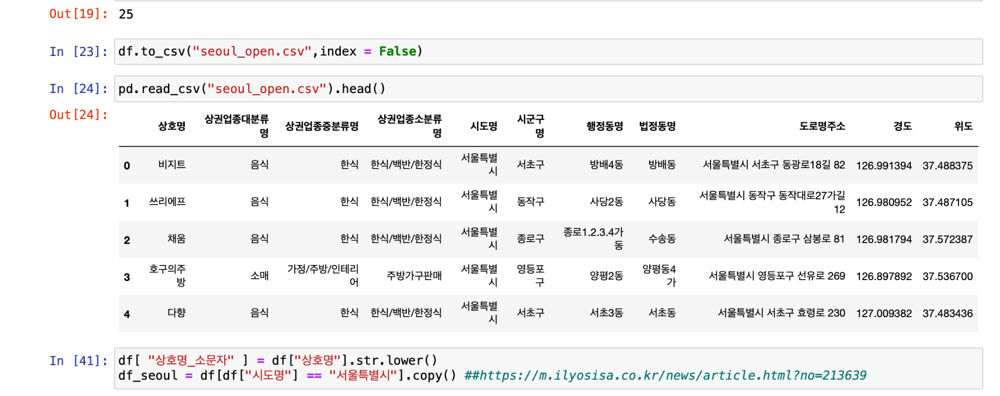 Out[19]: 25
In [23]: df.to_csv("seoul_open.csv",index = False)
In [24]: pd.read_csv("seoul_open.csv").head()
Out[24]:
상호명 상권업종대분류명 상권업종중분류명 상권업종소분류명 시도명 시군구명 행정동명 법정동명 도로명주소 경도 위도
0 비지트 음식 한식 한식/백반/한정식 서울특별시 서초구 방배4동 방배동 서울특별시 서초구 동광로18길 82 126.991394 37.488375
1 쓰리에프 음식 한식 한식/백반/한정식 서울특별시 동작구 사당2동 사당동 서울특별시 동작구 동작대로27가길 12 126.980952 37.487105
2 채움 음식 한식 한식/백반/한정식 서울특별시 종로구 종로1.2.3.4가동 수송동 서울특별시 종로구 삼봉로 81 126.981794 37.572387
3 호구의주방 소매 가정/주방/인테리어 주방가구판매 서울특별시 영등포구 양평2동 양평동4가 서울특별시 영등포구 선유로 269 126.897892 37.536700
4 다향 음식 한식 한식/백반/한정식 서울특별시 서초구 서초3동 서초동 서울특별시 서초구 효령로 230 127.009382 37.483436
In [41]: df[ "상호명_소문자" ] = df["상호명"].str.lower()
df_seoul = df[df["시도명"] == "서울특별시"].copy() ##https://m.ilyosisa.co.kr/news/article.html?no=213639